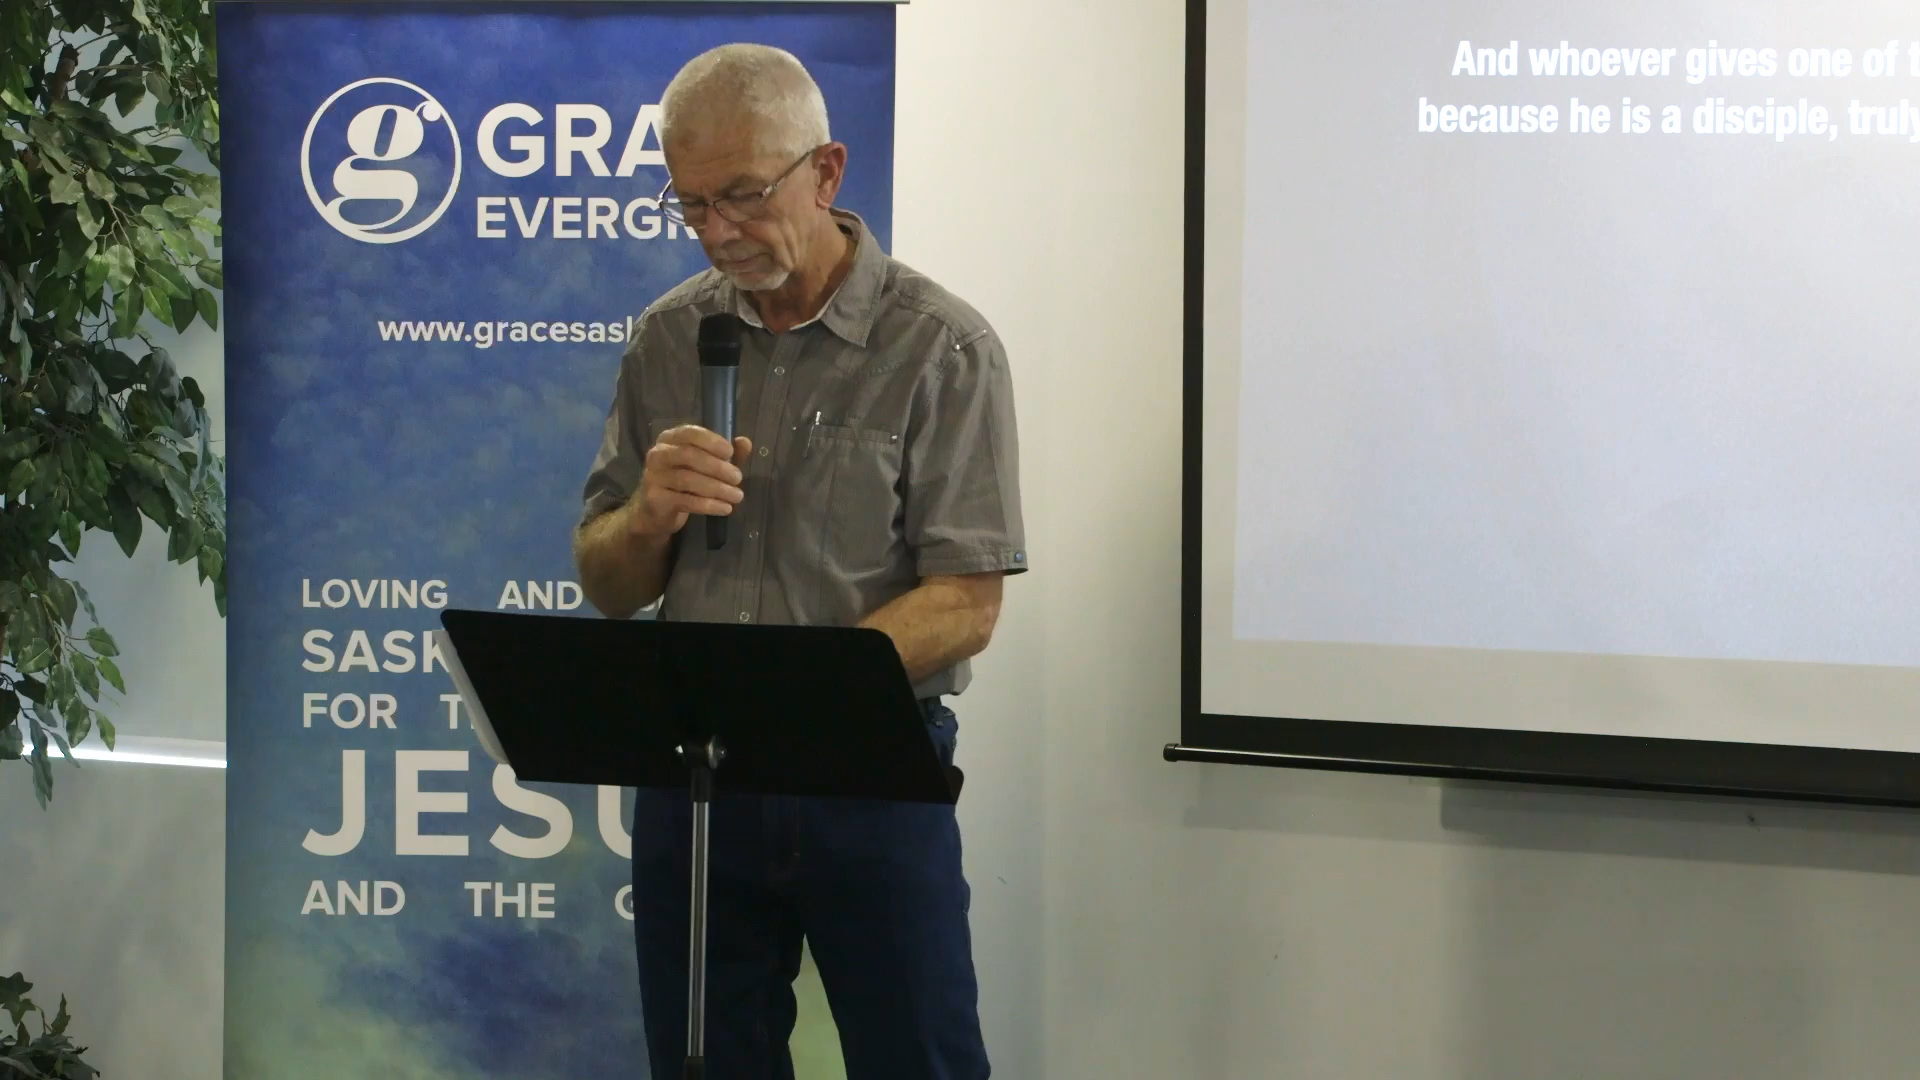 g
GRA
EVERG
www.gracesask
LOVING AND
SASK
FOR T
JESU
AND THE G
And whoever gives one of t
because he is a disciple, truly